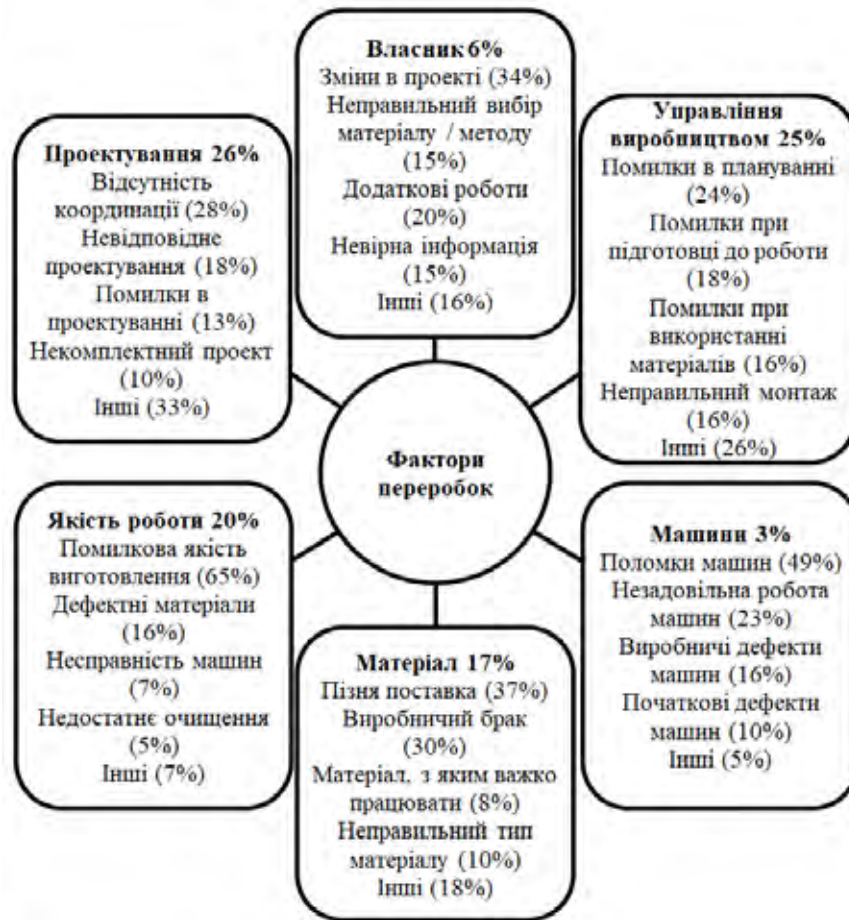 Власник 6%
Зміни в проекті (34%)
Неправильний вибір
матеріалу / методу
(15%)
Додаткові роботи
(20%)
Невірна інформація
(15%)
Інші (16%)
Проектування 26%
Відсутність
координації (28%)
Невідповідне
проектування (18%)
Помилки в
проектуванні (13%)
Некомплектний проект
(10%)
Інші (33%)
Управління
виробництвом 25%
Помилки в плануванні
(24%)
Помилки при
підготовці до роботи
(18%)
Помилки при
використанні
матеріалів (16%)
Неправильний монтаж
(16%)
Інші (26%)
Фактори
переробок
Якість роботи 20%
Помилкова якість
виготовлення (65%)
Дефектні матеріали
(16%)
Несправність машин
(7%)
Недостатнє очищення
(5%)
Інші (7%)
Матеріал 17%
Пізня поставка (37%)
Виробничий брак
(30%)
Матеріал, з яким важко
працювати (8%)
Неправильний тип
матеріалу (10%)
Інші (18%)
Машини 3%
Поломки машин (49%)
Незадовільна робота
машин (23%)
Виробничі дефекти
машин (16%)
Початкові дефекти
машин (10%)
Інші (5%)